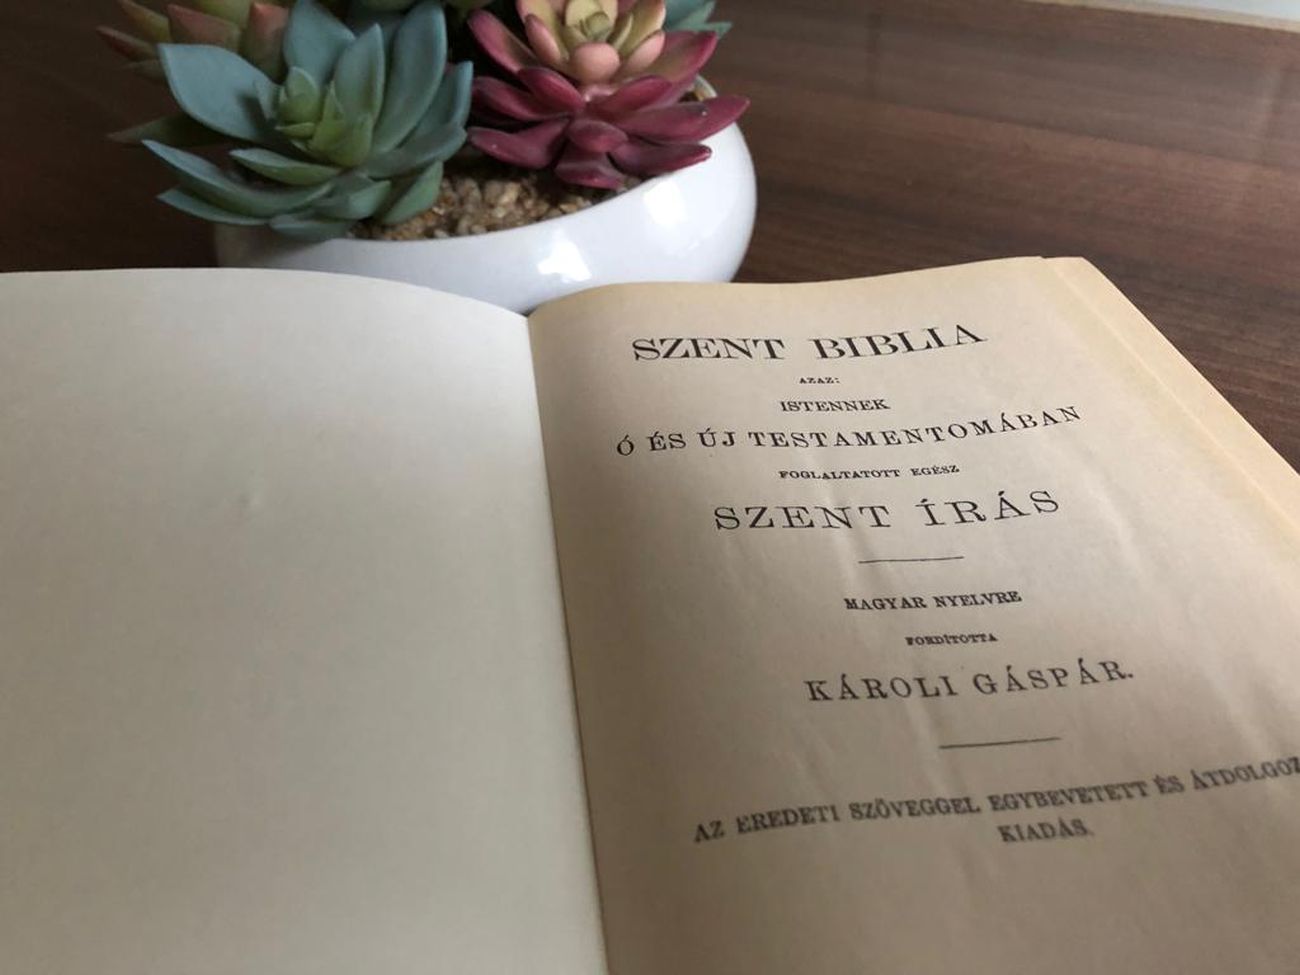 SZENT BIBLIA
AZAZ:
ISTENNEK
Ó ÉS ÚJ TESTAMENTOMÁBAN
FOGLALTATOTT EGÉSZ
SZENT ÍRÁS
MAGYAR NYELVRE
FORDÍTOTTA
KÁROLI GÁSPÁR.
AZ EREDETI SZÖVEGGEL EGYBEVETETT ÉS ÁTDOLGOZ
KIADÁS.